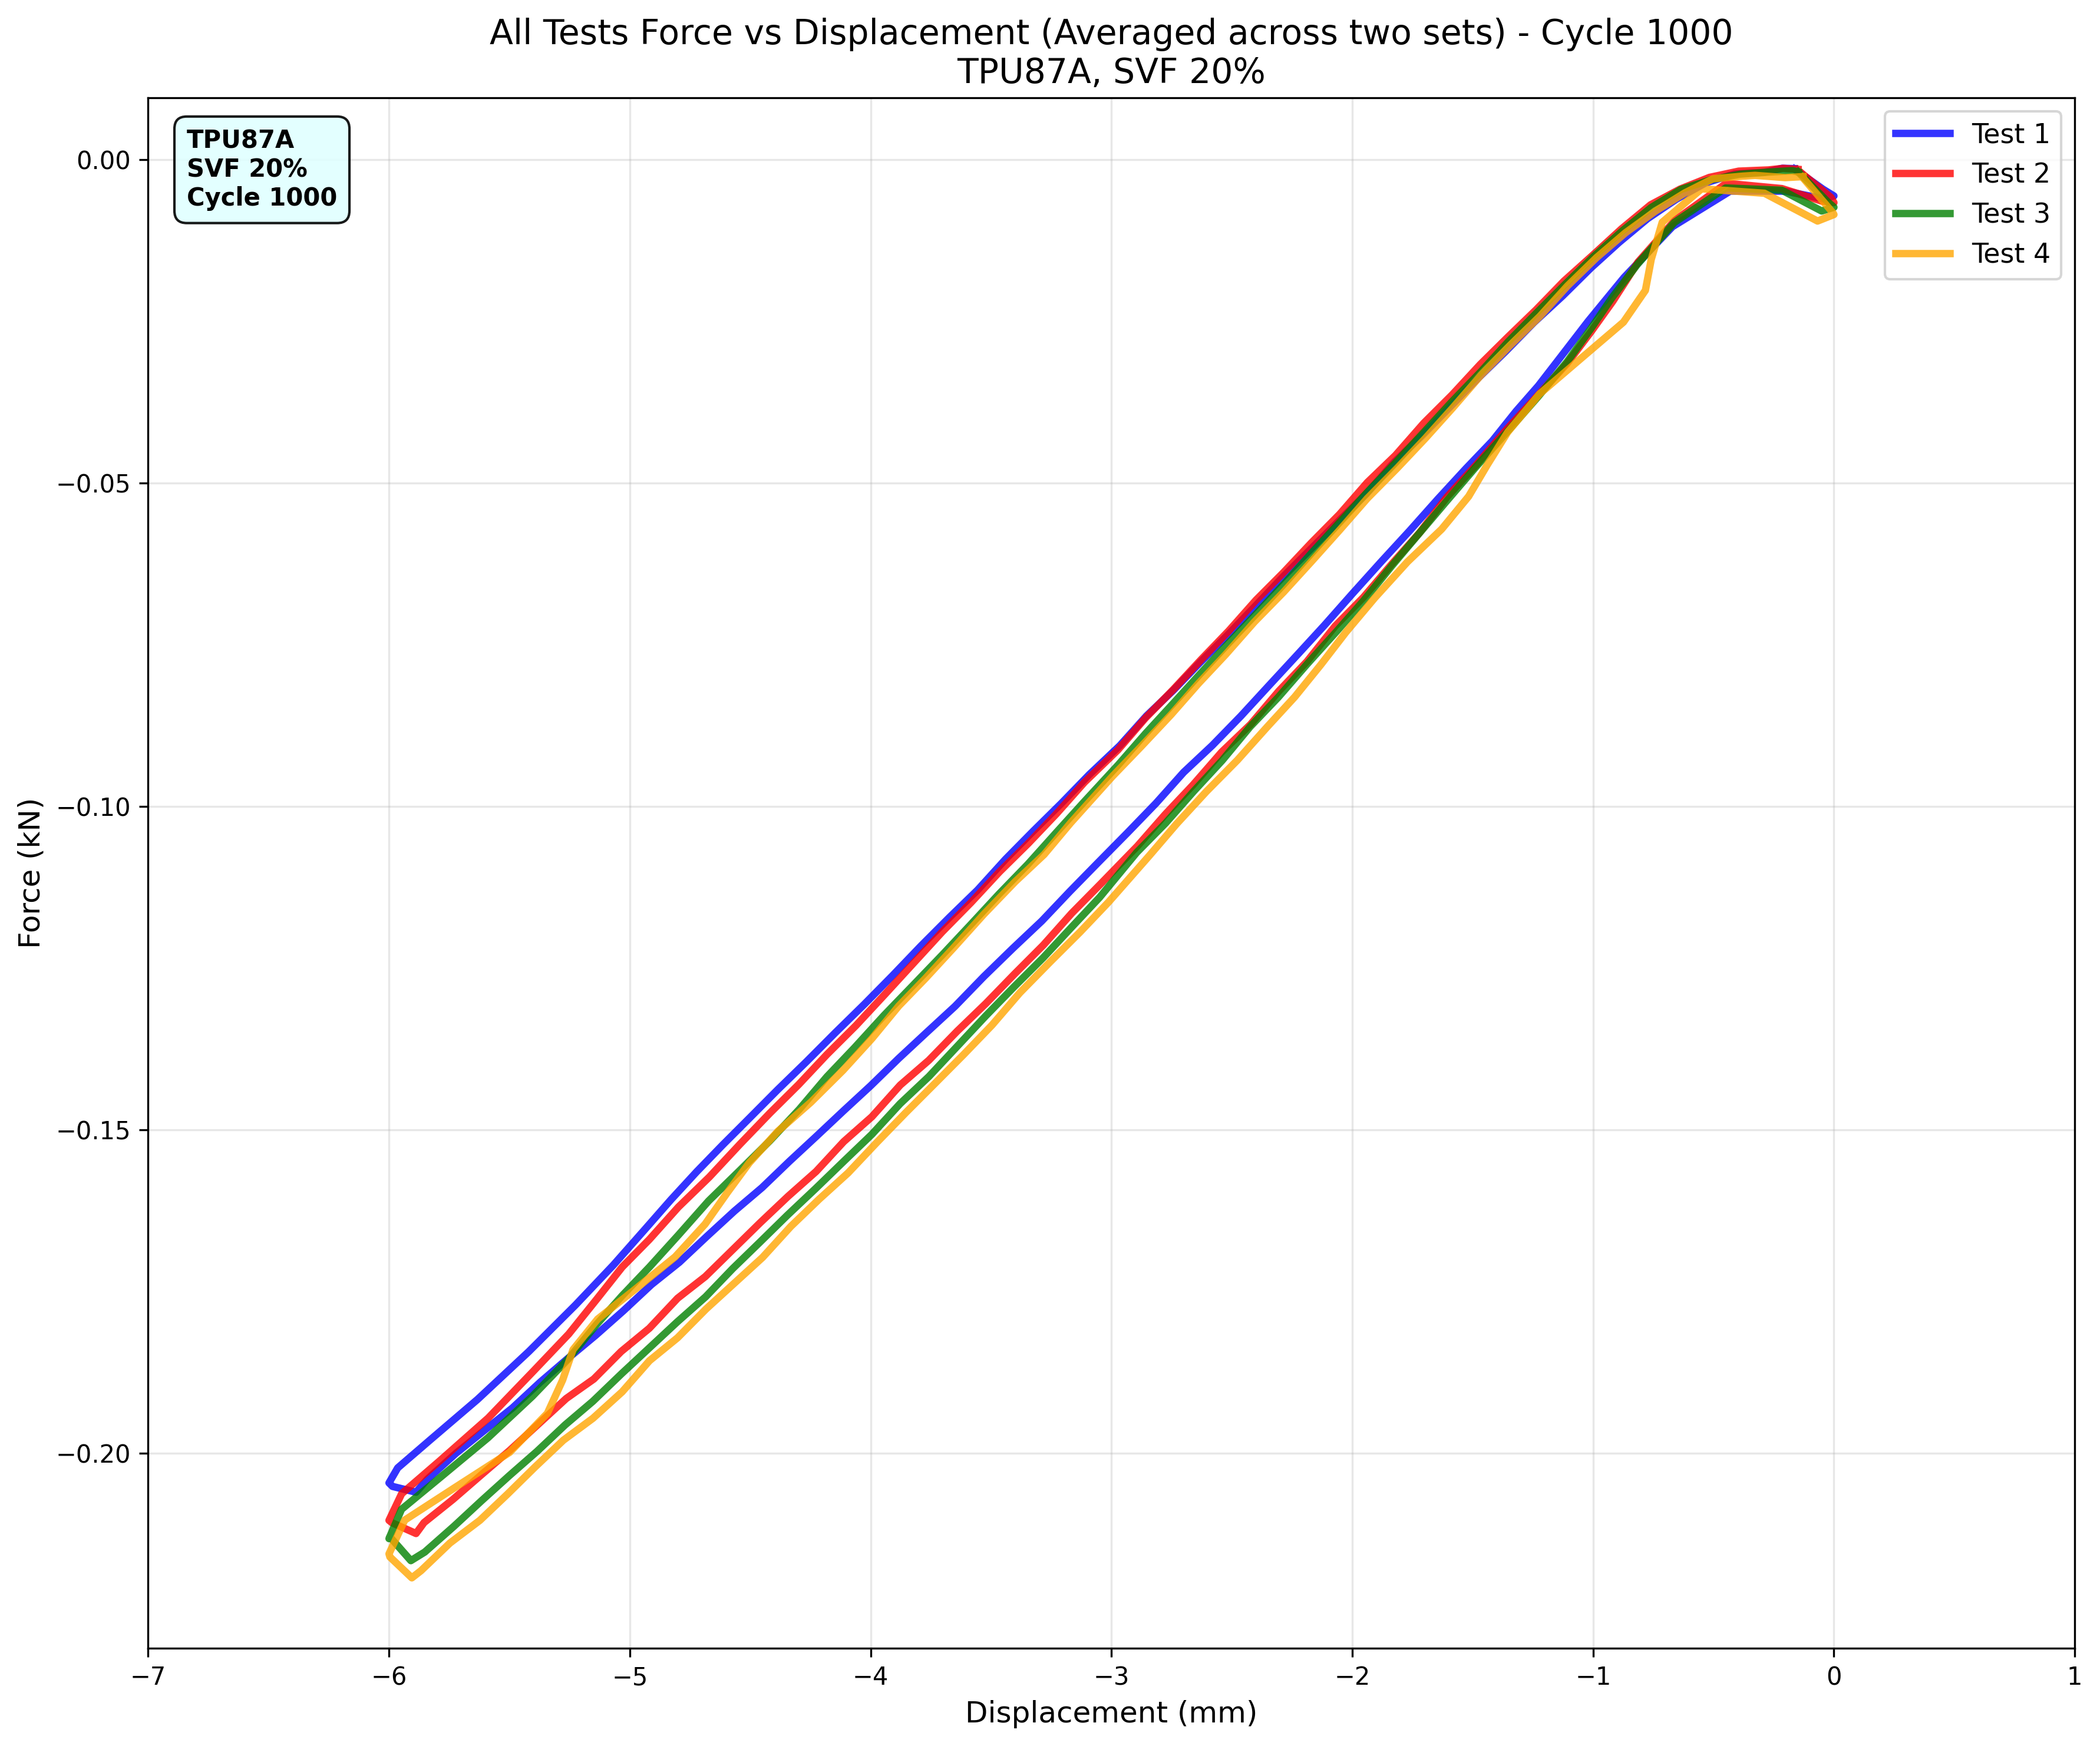 All Tests Force vs Displacement (Averaged across two sets) - Cycle 1000
TPU87A, SVF 20%
TPU87A
SVF 20%
Cycle 1000
Test 1
Test 2
Test 3
Test 4
0.00
−0.05
−0.10
−0.15
−0.20
Force (kN)
−7
−6
−5
−4
−3
−2
−1
0
1
Displacement (mm)